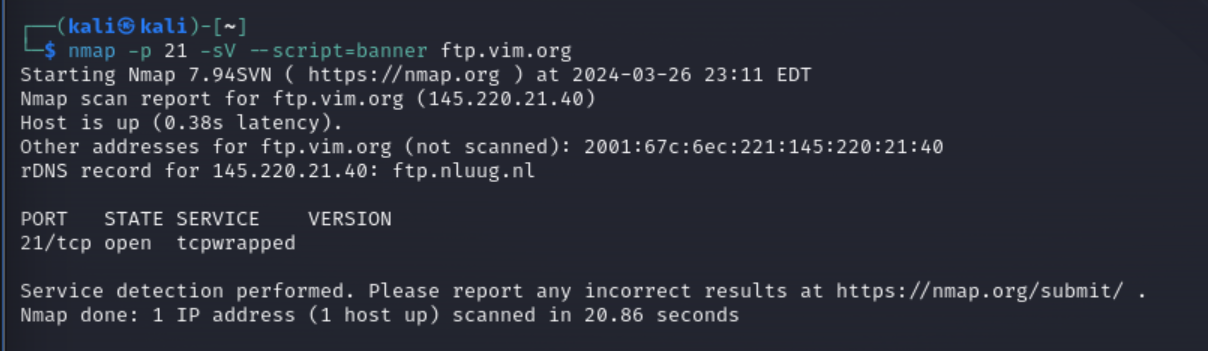 ┌──(kali㉿kali)-[~]
└─$ nmap -p 21 -sV --script=banner ftp.vim.org
Starting Nmap 7.94SVN ( https://nmap.org ) at 2024-03-26 23:11 EDT
Nmap scan report for ftp.vim.org (145.220.21.40)
Host is up (0.38s latency).
Other addresses for ftp.vim.org (not scanned): 2001:67c:6ec:221:145:220:21:40
rDNS record for 145.220.21.40: ftp.nluug.nl
PORT   STATE SERVICE    VERSION
21/tcp open  tcpwrapped
Service detection performed. Please report any incorrect results at https://nmap.org/submit/ .
Nmap done: 1 IP address (1 host up) scanned in 20.86 seconds